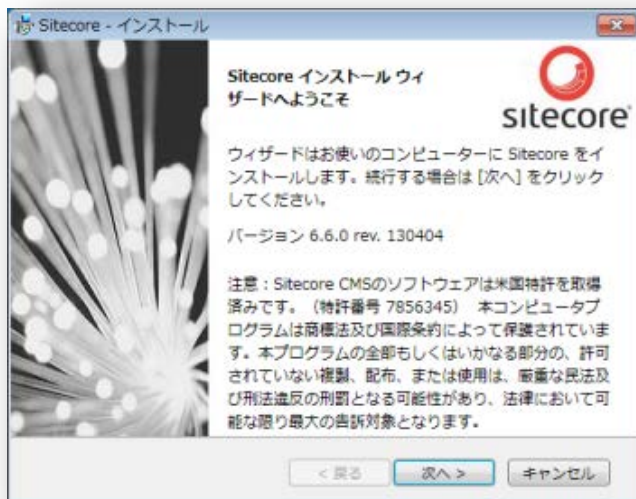 Sitecore - インストール
Sitecore インストール ウィ
ザードへようこそ
sitecore
ウィザードはお使いのコンピューターに Sitecore をイ
ンストールします。続行する場合は [次へ] をクリック
してください。
バージョン 6.6.0 rev. 130404
注意：Sitecore CMSのソフトウェアは米国特許を取得
済みです。（特許番号 7856345） 本コンピュータプ
ログラムは商標法及び国際条約によって保護されていま
す。本プログラムの全部もしくはいかなる部分の、許可
されていない複製、配布、または使用は、厳重な民法及
び刑法違反の刑罰となる可能性があり、法律において可
能な限り最大の告訴対象となります。
< 戻る 次へ > キャンセル